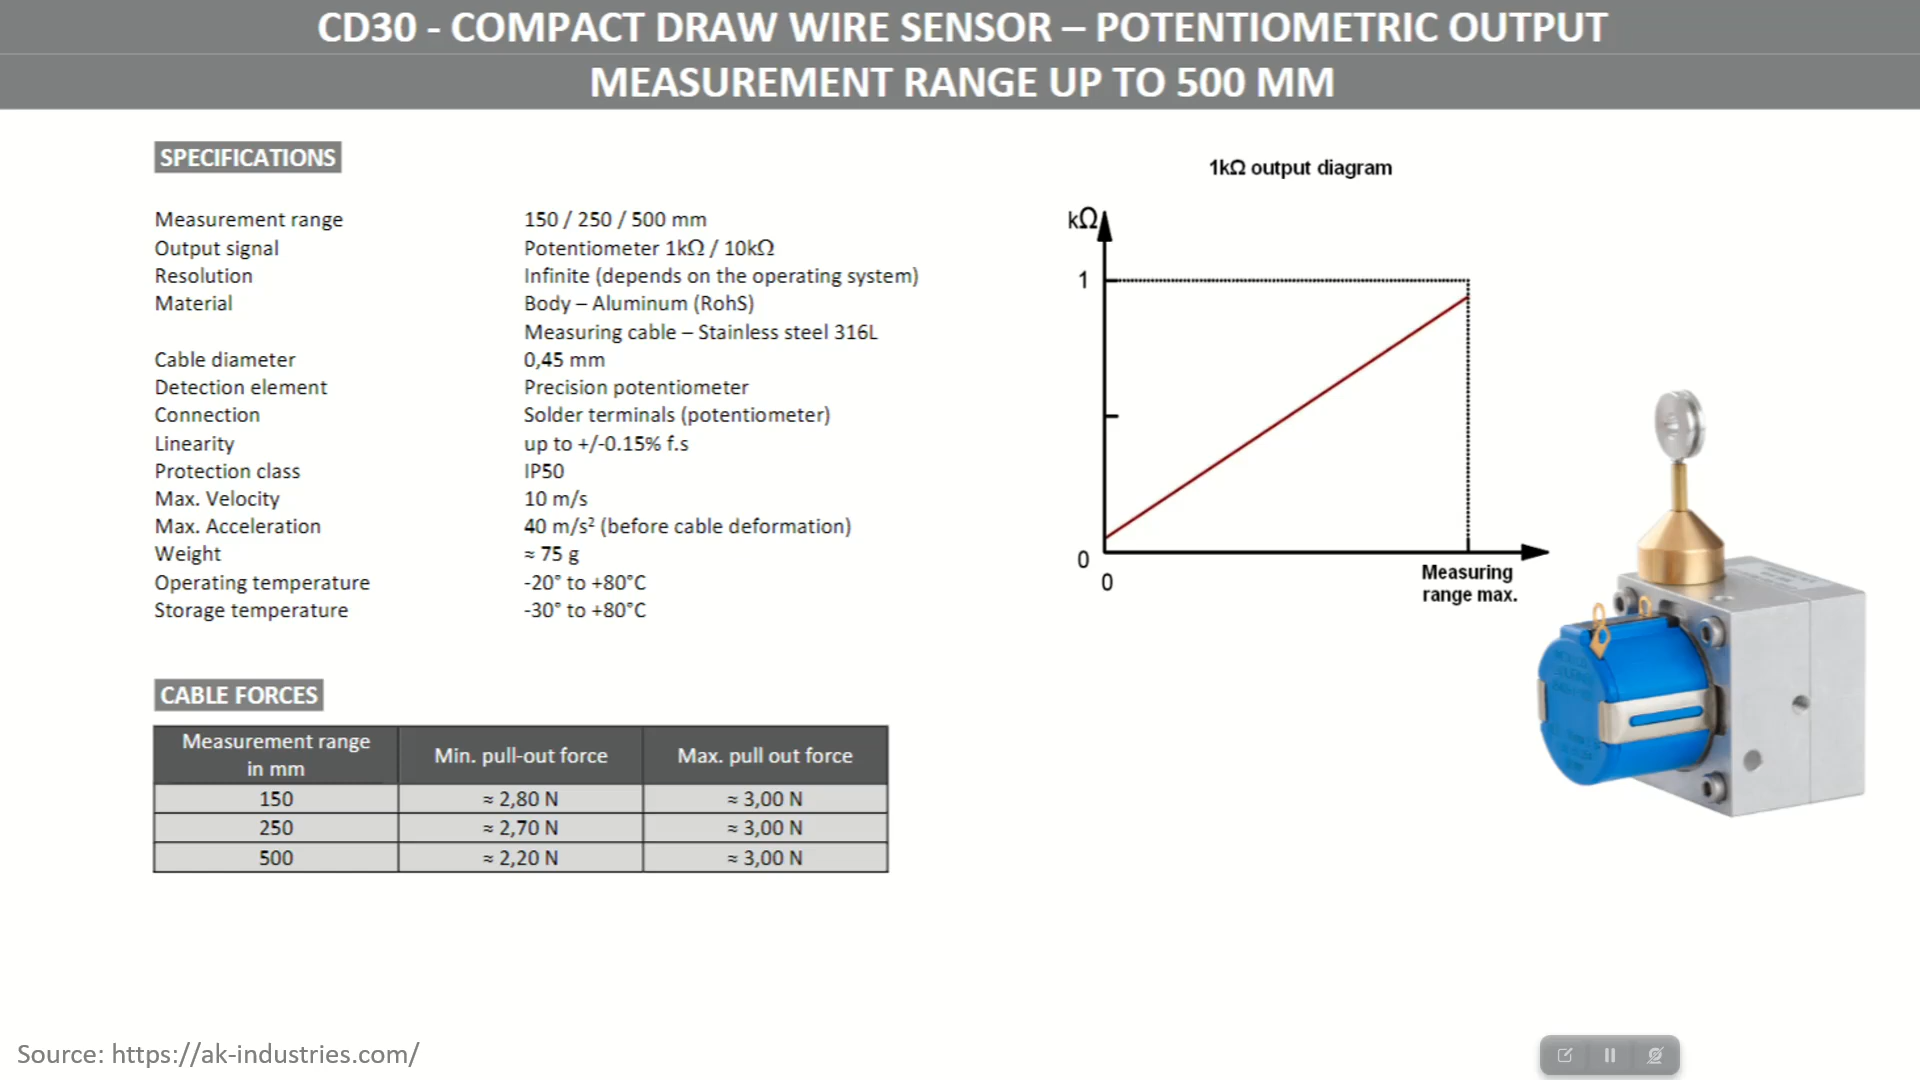 CD30 - COMPACT DRAW WIRE SENSOR – POTENTIOMETRIC OUTPUT
MEASUREMENT RANGE UP TO 500 MM
SPECIFICATIONS
Measurement range 150 / 250 / 500 mm
Output signal Potentiometer 1kΩ / 10kΩ
Resolution Infinite (depends on the operating system)
Material Body – Aluminum (RohS)
Measuring cable – Stainless steel 316L
Cable diameter 0,45 mm
Detection element Precision potentiometer
Connection Solder terminals (potentiometer)
Linearity up to +/-0.15% f.s
Protection class IP50
Max. Velocity 10 m/s
Max. Acceleration 40 m/s² (before cable deformation)
Weight ≈ 75 g
Operating temperature -20° to +80°C
Storage temperature -30° to +80°C
1kΩ output diagram
kΩ
1
0
0
Measuring
range max.
CABLE FORCES
Measurement range
in mm
Min. pull-out force
Max. pull out force
150 ≈ 2,80 N ≈ 3,00 N
250 ≈ 2,70 N ≈ 3,00 N
500 ≈ 2,20 N ≈ 3,00 N
Source: https://ak-industries.com/